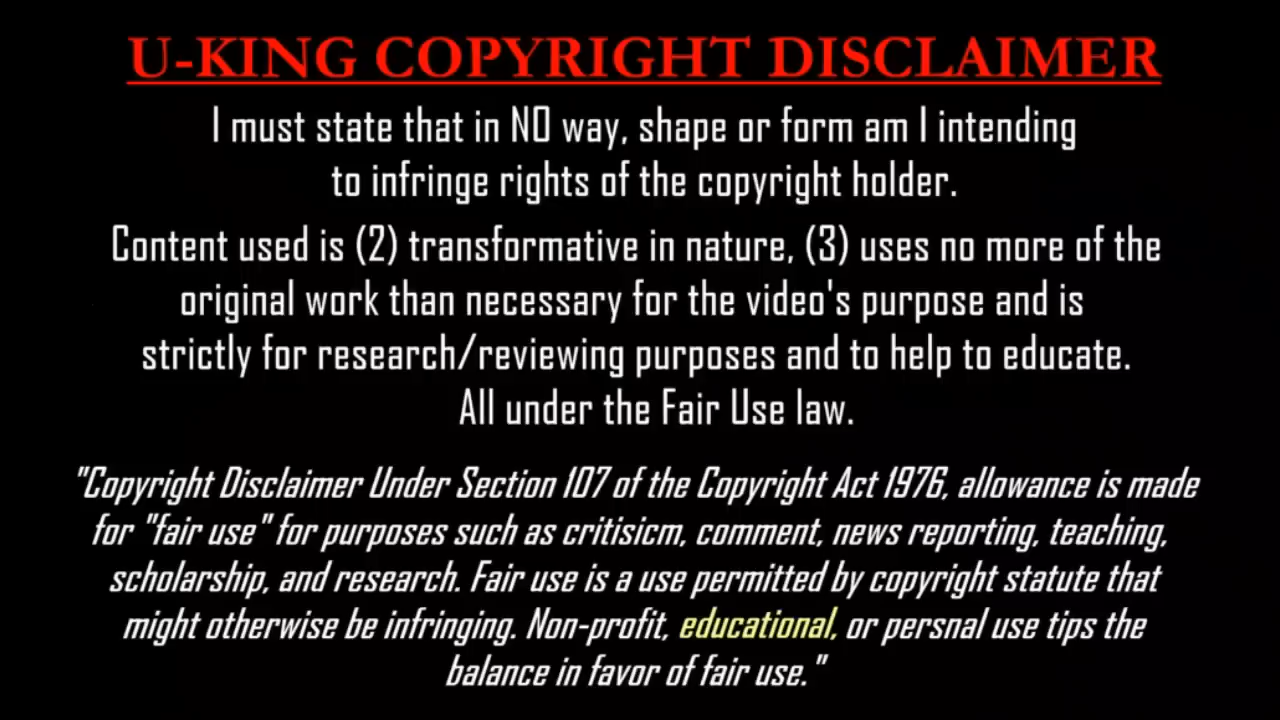 U-KING COPYRIGHT DISCLAIMER
I must state that in NO way, shape or form am I intending
to infringe rights of the copyright holder.
Content used is (2) transformative in nature, (3) uses no more of the
original work than necessary for the video's purpose and is
strictly for research/reviewing purposes and to help to educate.
All under the Fair Use law.
"Copyright Disclaimer Under Section 107 of the Copyright Act 1976, allowance is made
for "fair use" for purposes such as critisicm, comment, news reporting, teaching,
scholarship, and research. Fair use is a use permitted by copyright statute that
might otherwise be infringing. Non-profit, educational, or persnal use tips the
balance in favor of fair use."